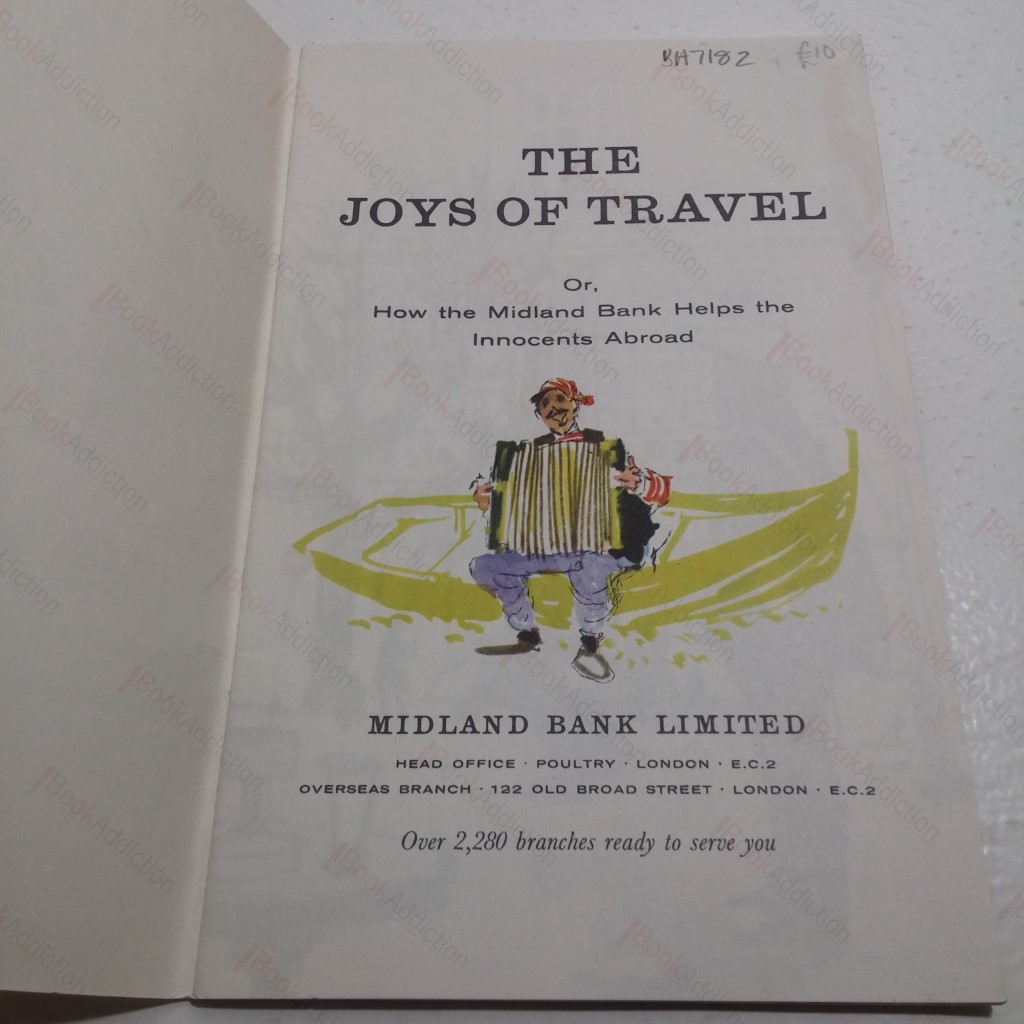 BH7182 £10
THE
JOYS OF TRAVEL
Or,
How the Midland Bank Helps the
Innocents Abroad
MIDLAND BANK LIMITED
HEAD OFFICE · POULTRY · LONDON · E.C.2
OVERSEAS BRANCH · 122 OLD BROAD STREET · LONDON · E.C.2
Over 2,280 branches ready to serve you
BookAddiction